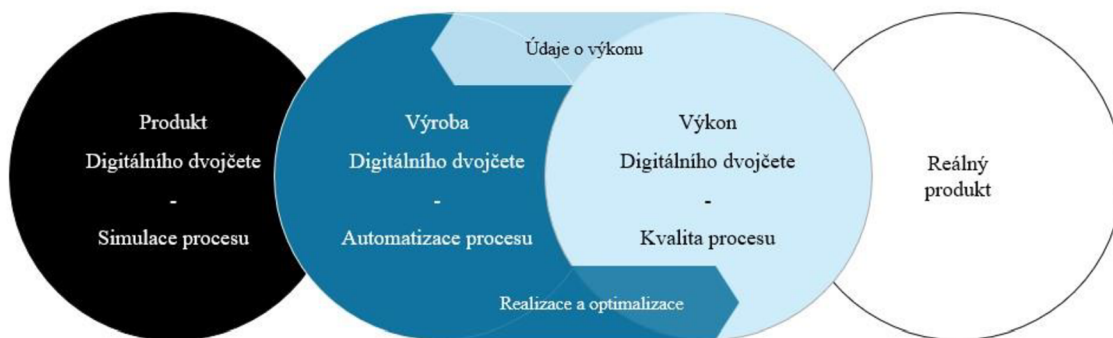 Údaje o výkonu
Produkt
Digitálního dvojčete
-
Simulace procesu
Výroba
Digitálního dvojčete
-
Automatizace procesu
Výkon
Digitálního dvojčete
-
Kvalita procesu
Reálný
produkt
Realizace a optimalizace